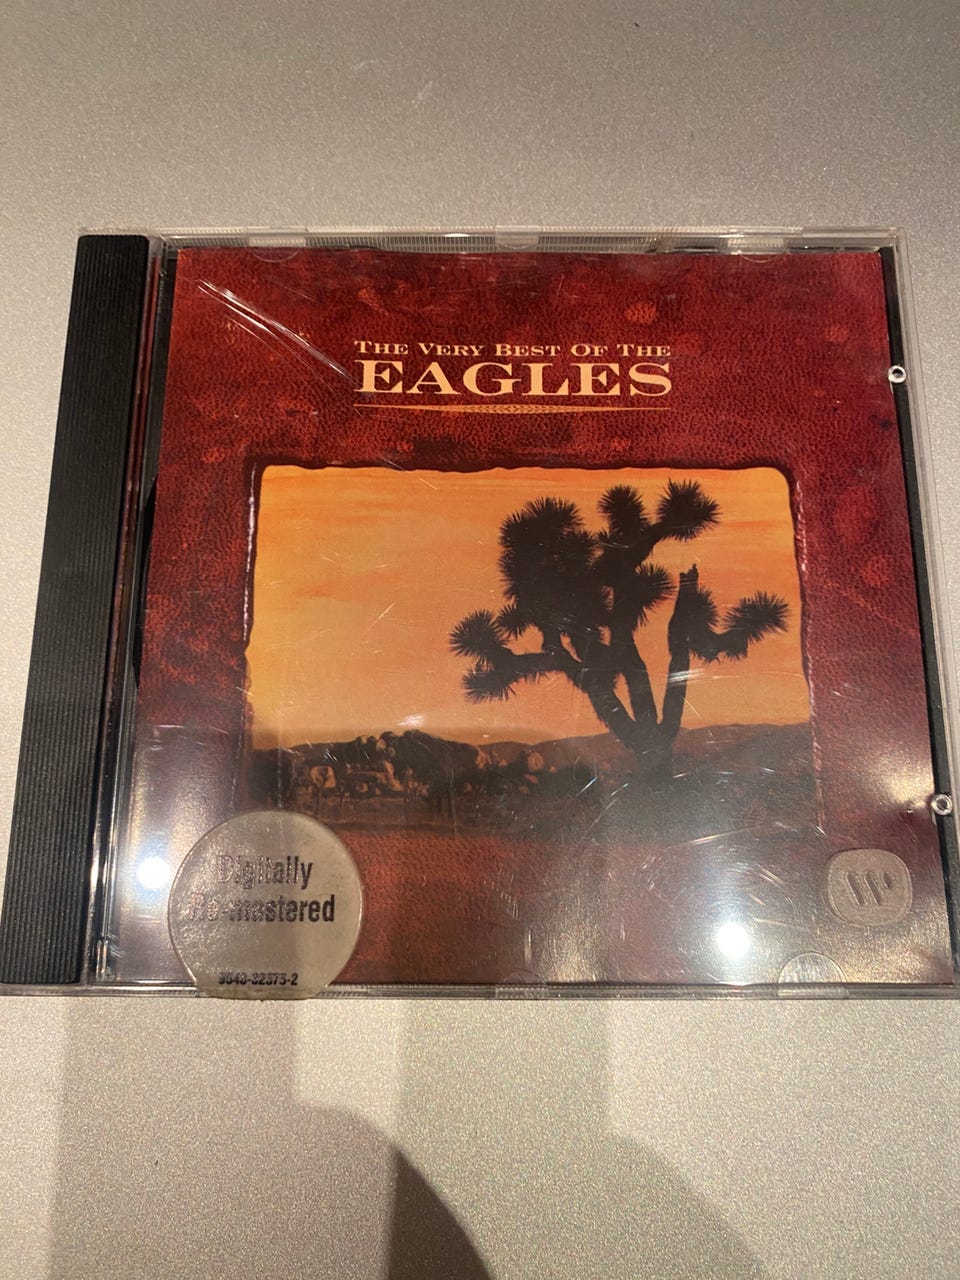 THE VERY BEST OF THE
EAGLES
Digitally
Re-mastered
9548-32375-2